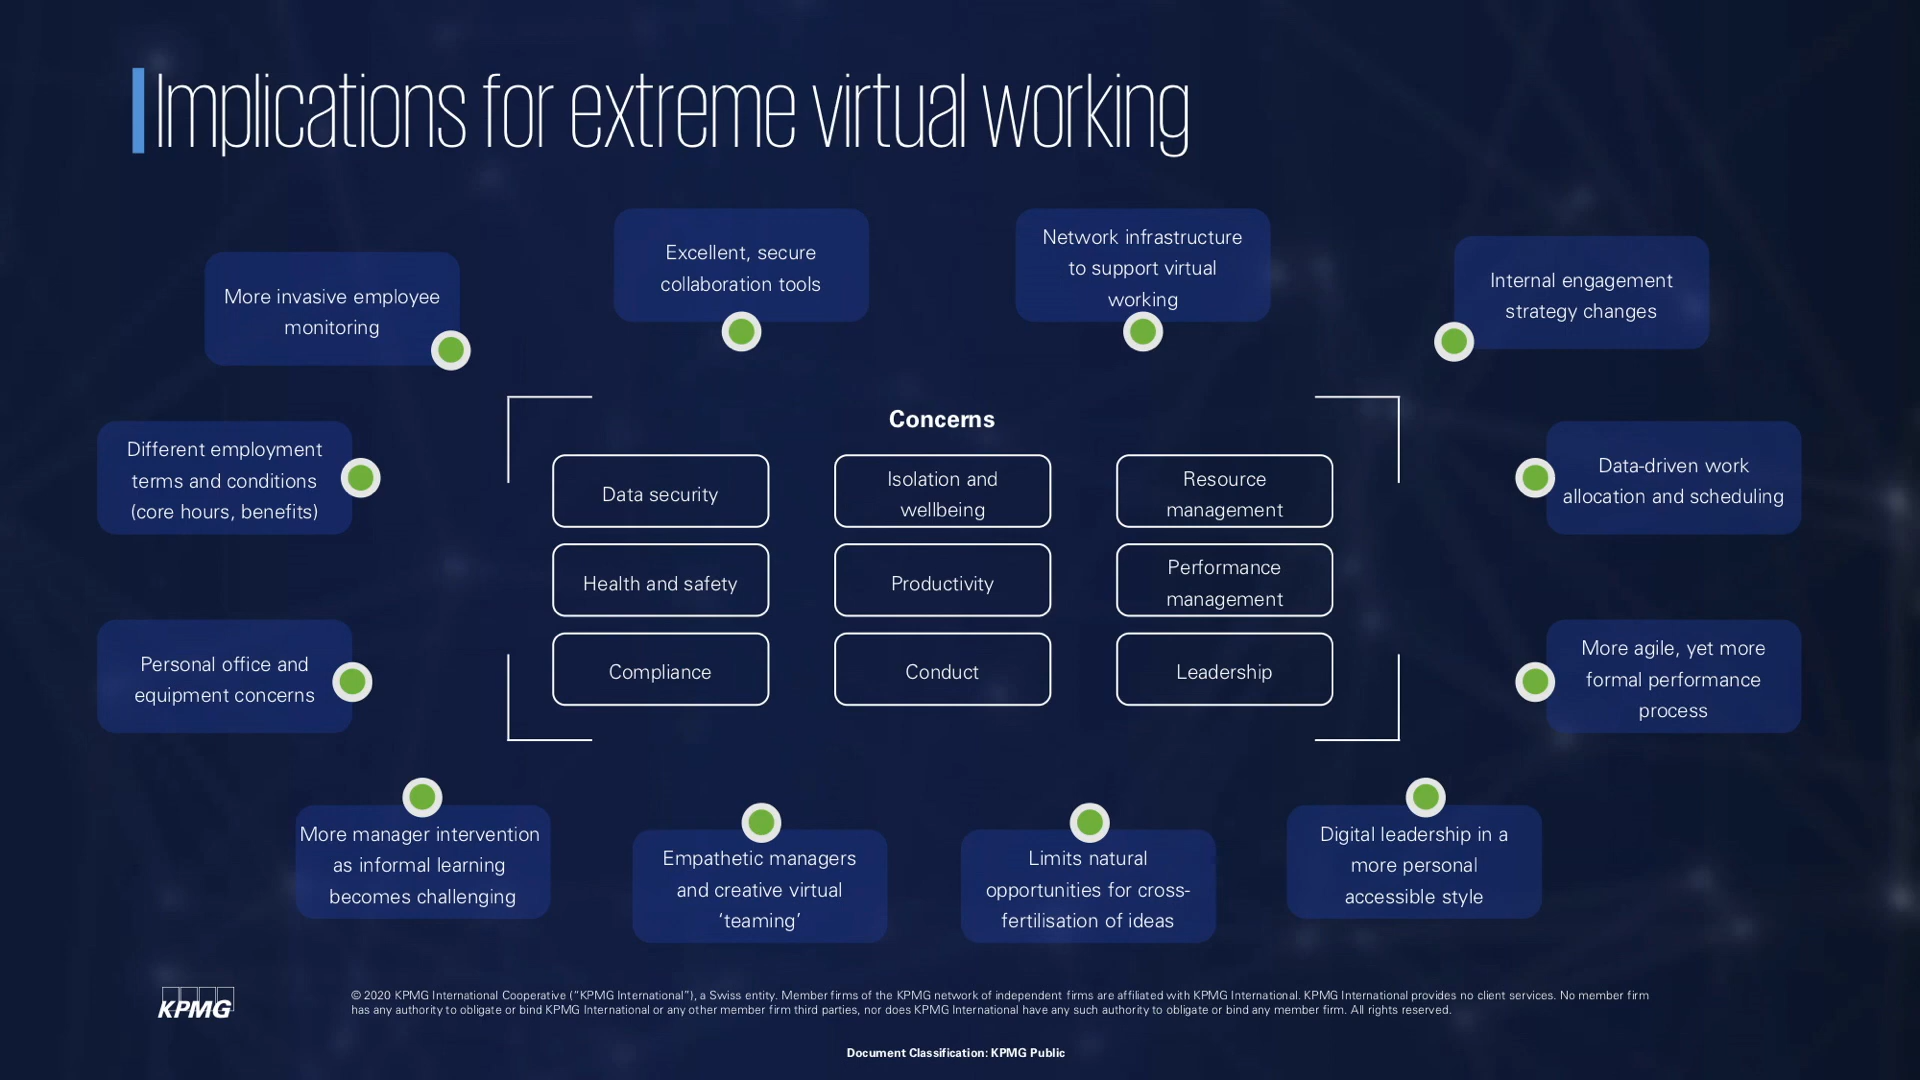 Implications for extreme virtual working
Excellent, secure
collaboration tools
Network infrastructure
to support virtual
working
More invasive employee
monitoring
Internal engagement
strategy changes
Concerns
Different employment
terms and conditions
(core hours, benefits)
Data security
Isolation and
wellbeing
Resource
management
Data-driven work
allocation and scheduling
Health and safety
Productivity
Performance
management
Personal office and
equipment concerns
Compliance
Conduct
Leadership
More agile, yet more
formal performance
process
More manager intervention
as informal learning
becomes challenging
Empathetic managers
and creative virtual
‘teaming’
Limits natural
opportunities for cross-
fertilisation of ideas
Digital leadership in a
more personal
accessible style
KPMG
© 2020 KPMG International Cooperative (“KPMG International”), a Swiss entity. Member firms of the KPMG network of independent firms are affiliated with KPMG International. KPMG International provides no client services. No member firm
has any authority to obligate or bind KPMG International or any other member firm third parties, nor does KPMG International have any such authority to obligate or bind any member firm. All rights reserved.
Document Classification: KPMG Public